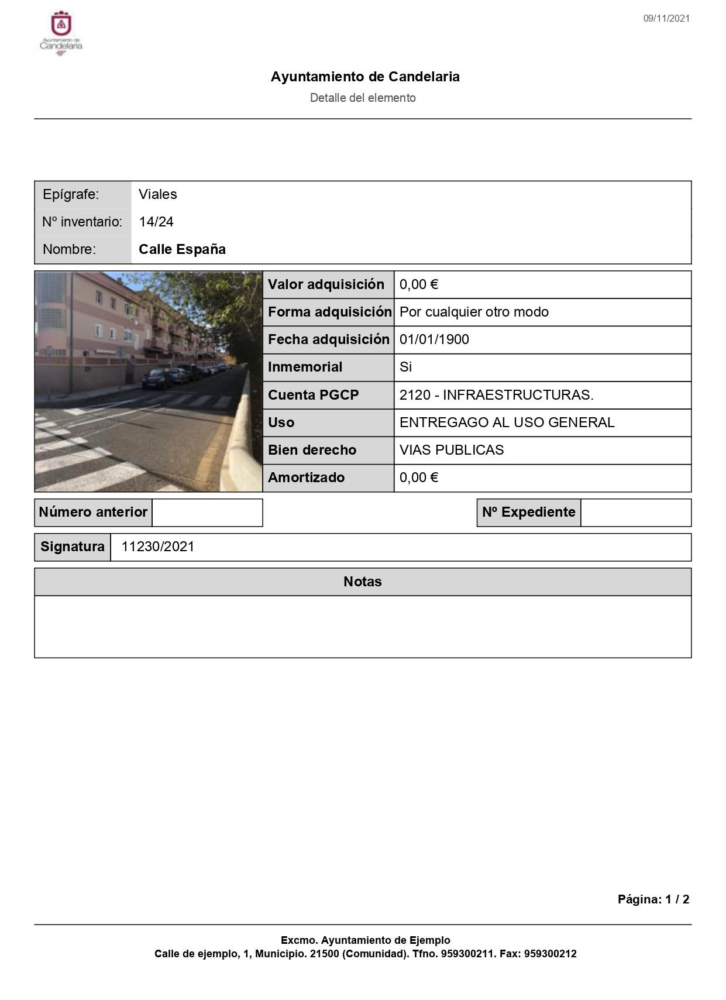 09/11/2021
Ayuntamiento de
Candelaria
Ayuntamiento de Candelaria
Detalle del elemento
Epígrafe: Viales
Nº inventario: 14/24
Nombre: Calle España
Valor adquisición 0,00 €
Forma adquisición Por cualquier otro modo
Fecha adquisición 01/01/1900
Inmemorial Si
Cuenta PGCP 2120 - INFRAESTRUCTURAS.
Uso ENTREGAGO AL USO GENERAL
Bien derecho VIAS PUBLICAS
Amortizado 0,00 €
Número anterior Nº Expediente
Signatura 11230/2021
Notas
Página: 1 / 2
Excmo. Ayuntamiento de Ejemplo
Calle de ejemplo, 1, Municipio. 21500 (Comunidad). Tfno. 959300211. Fax: 959300212